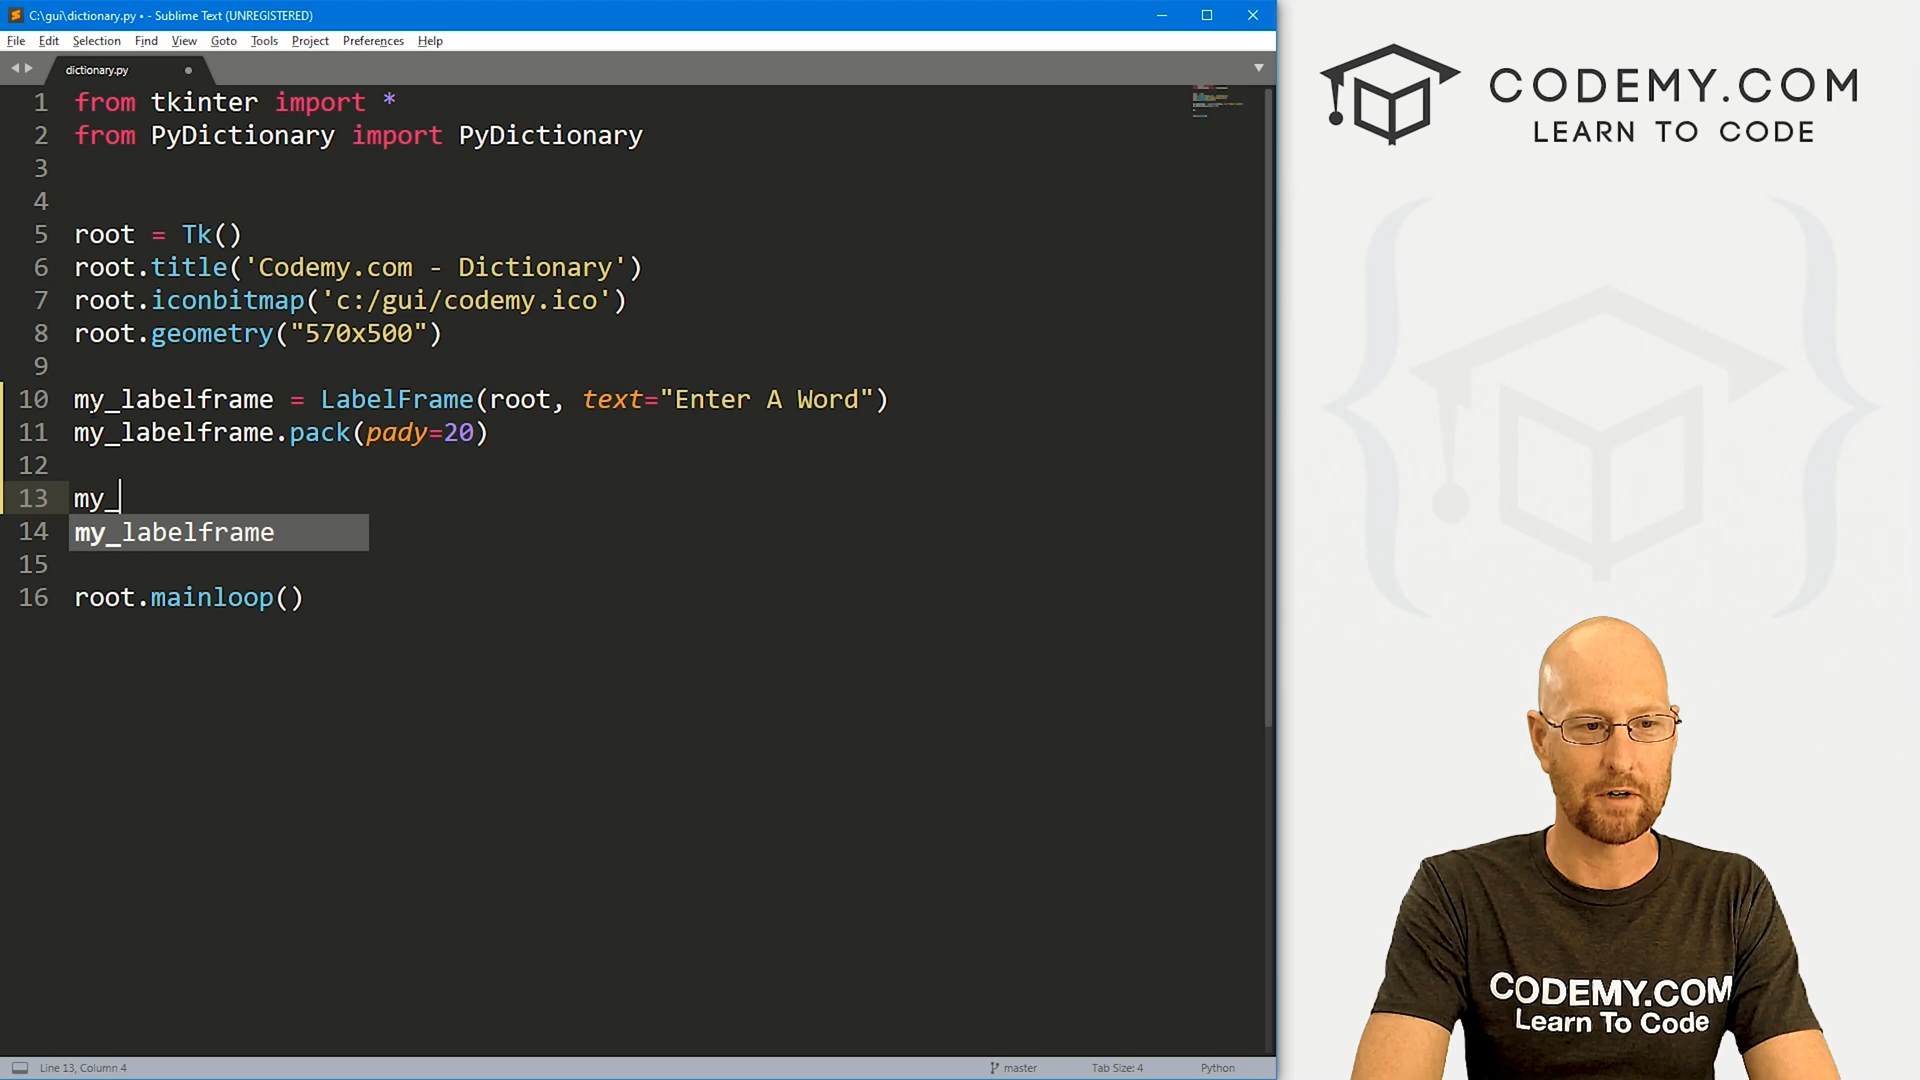 C:\gui\dictionary.py • - Sublime Text (UNREGISTERED)
File Edit Selection Find View Goto Tools Project Preferences Help
dictionary.py
1 from tkinter import *
2 from PyDictionary import PyDictionary
3
4
5 root = Tk()
6 root.title('Codemy.com - Dictionary')
7 root.iconbitmap('c:/gui/codemy.ico')
8 root.geometry("570x500")
9
10 my_labelframe = LabelFrame(root, text="Enter A Word")
11 my_labelframe.pack(pady=20)
12
13 my_
14 my_labelframe
15
16 root.mainloop()
Line 13, Column 4
master
Tab Size: 4
Python
CODEMY.COM
LEARN TO CODE
CODEMY.COM
Learn To Code